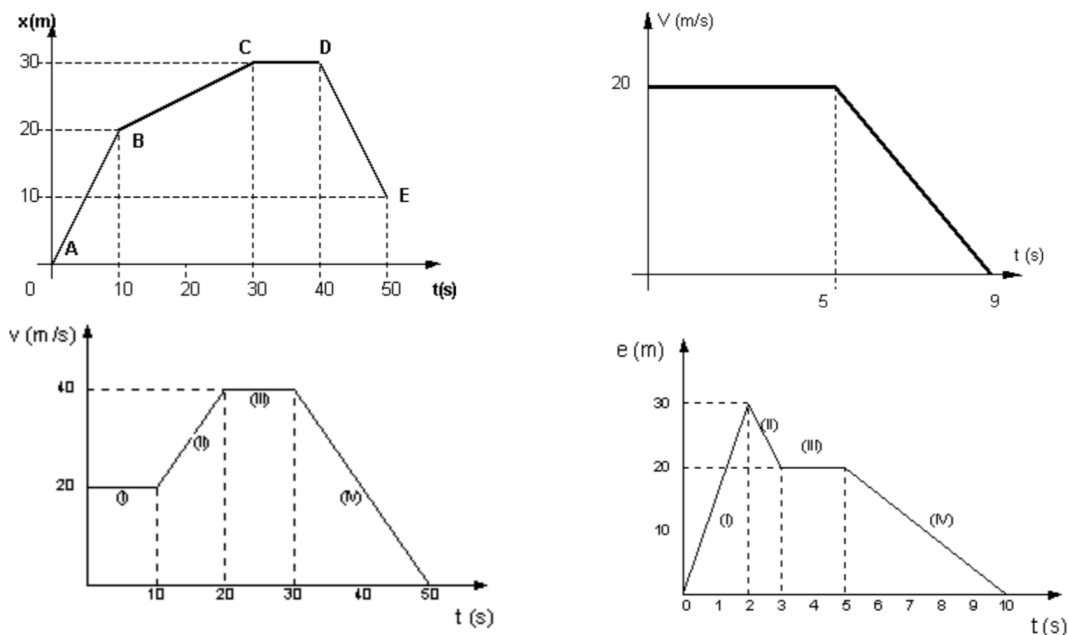 x(m)
C D
30
20
B
10
E
A
0 10 20 30 40 50 t(s)
V (m/s)
20
t (s)
5 9
v (m/s)
40
(III)
(II)
20
(I)
(IV)
10 20 30 40 50
t (s)
e (m)
30
(II)
(III)
20
(I)
(IV)
10
0 1 2 3 4 5 6 7 8 9 10
t (s)